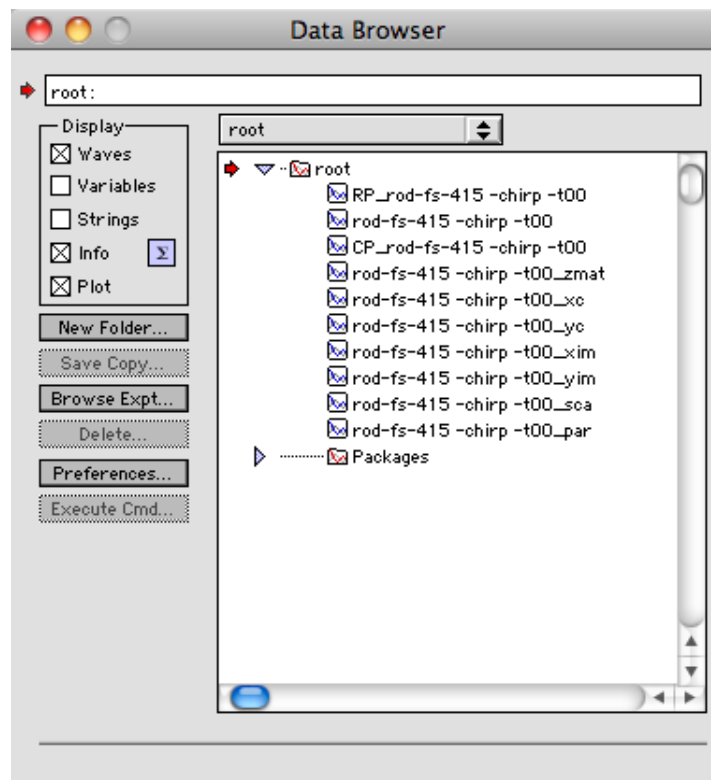 Data Browser
root:
Display
Waves
Variables
Strings
Info Σ
Plot
New Folder...
Save Copy...
Browse Expt...
Delete...
Preferences...
Execute Cmd...
root
root
RP_rod-fs-415 -chirp -t00
rod-fs-415 -chirp -t00
CP_rod-fs-415 -chirp -t00
rod-fs-415 -chirp -t00_zmat
rod-fs-415 -chirp -t00_xc
rod-fs-415 -chirp -t00_yc
rod-fs-415 -chirp -t00_xim
rod-fs-415 -chirp -t00_yim
rod-fs-415 -chirp -t00_sca
rod-fs-415 -chirp -t00_par
Packages